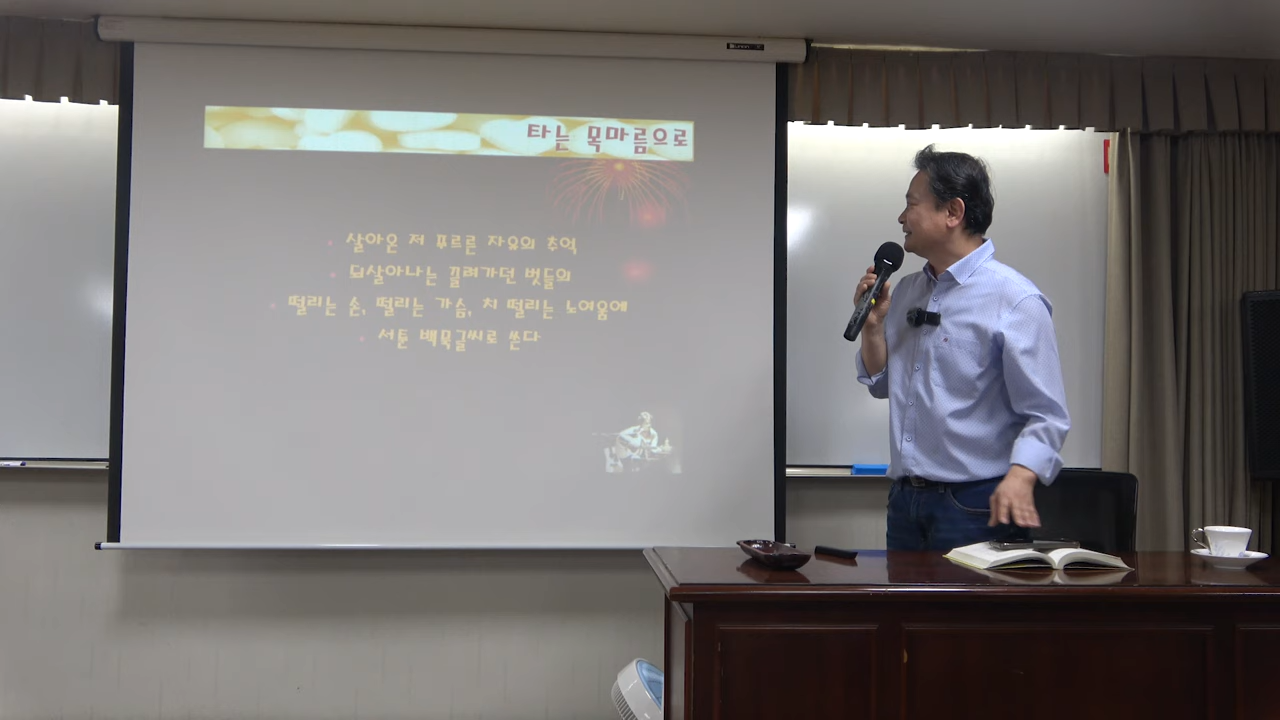 타는 목마름으로
살아온 저 푸르른 자유의 추억
되살아나는 끌려가던 벗들의
떨리는 손, 떨리는 가슴, 치 떨리는 노여움에
서툰 백묵글씨로 쓴다